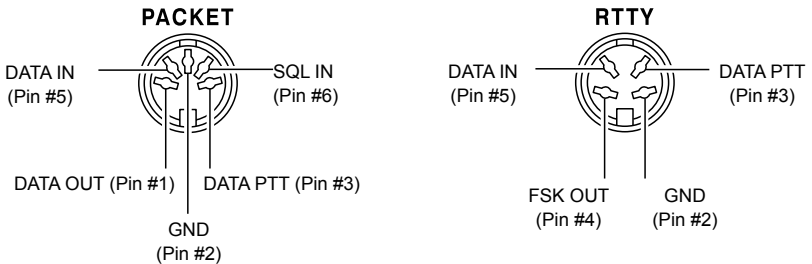 PACKET
DATA IN
(Pin #5)
SQL IN
(Pin #6)
DATA OUT (Pin #1)
DATA PTT (Pin #3)
GND
(Pin #2)
RTTY
DATA IN
(Pin #5)
DATA PTT
(Pin #3)
FSK OUT
(Pin #4)
GND
(Pin #2)